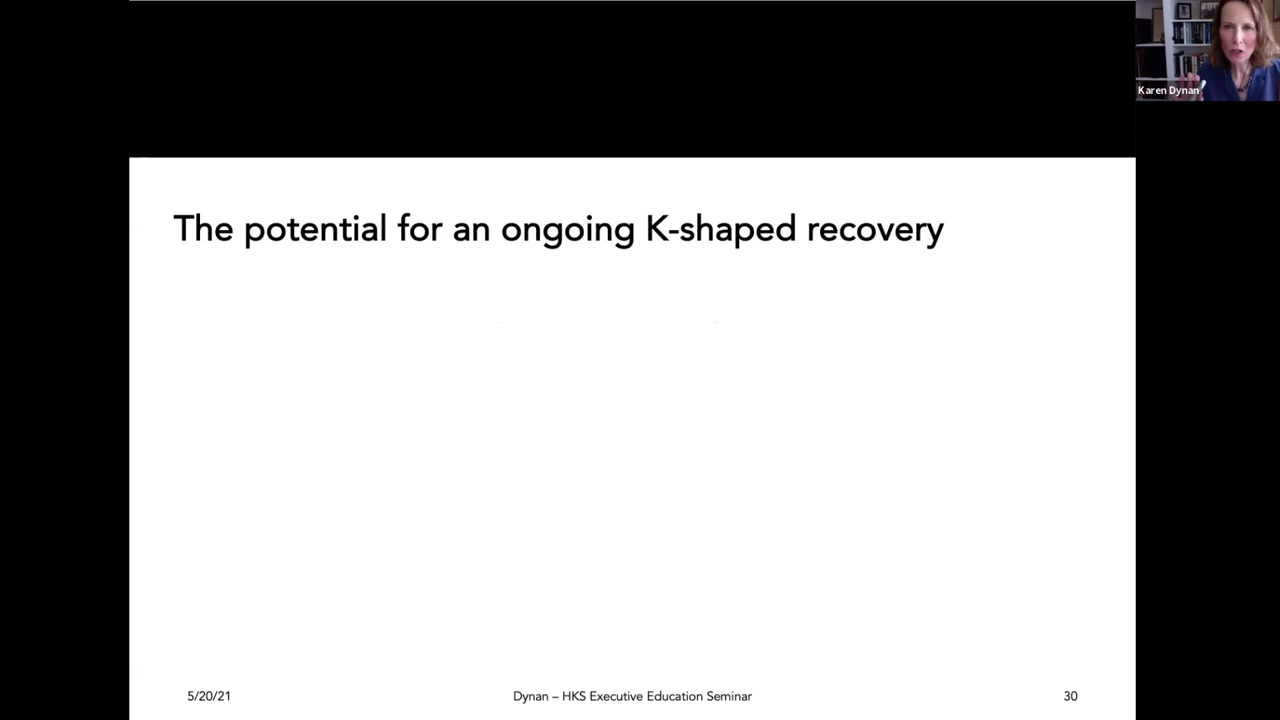 Karen Dynan
The potential for an ongoing K-shaped recovery
5/20/21
Dynan – HKS Executive Education Seminar
30